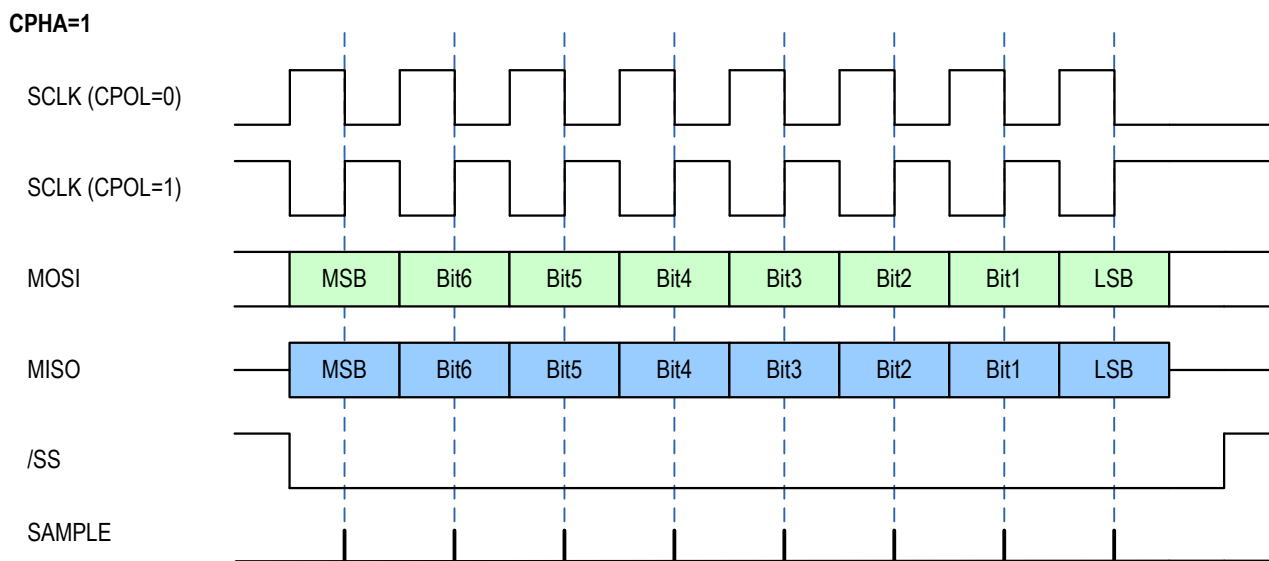 CPHA=1
SCLK (CPOL=0)
SCLK (CPOL=1)
MOSI MSB Bit6 Bit5 Bit4 Bit3 Bit2 Bit1 LSB
MISO MSB Bit6 Bit5 Bit4 Bit3 Bit2 Bit1 LSB
/SS
SAMPLE